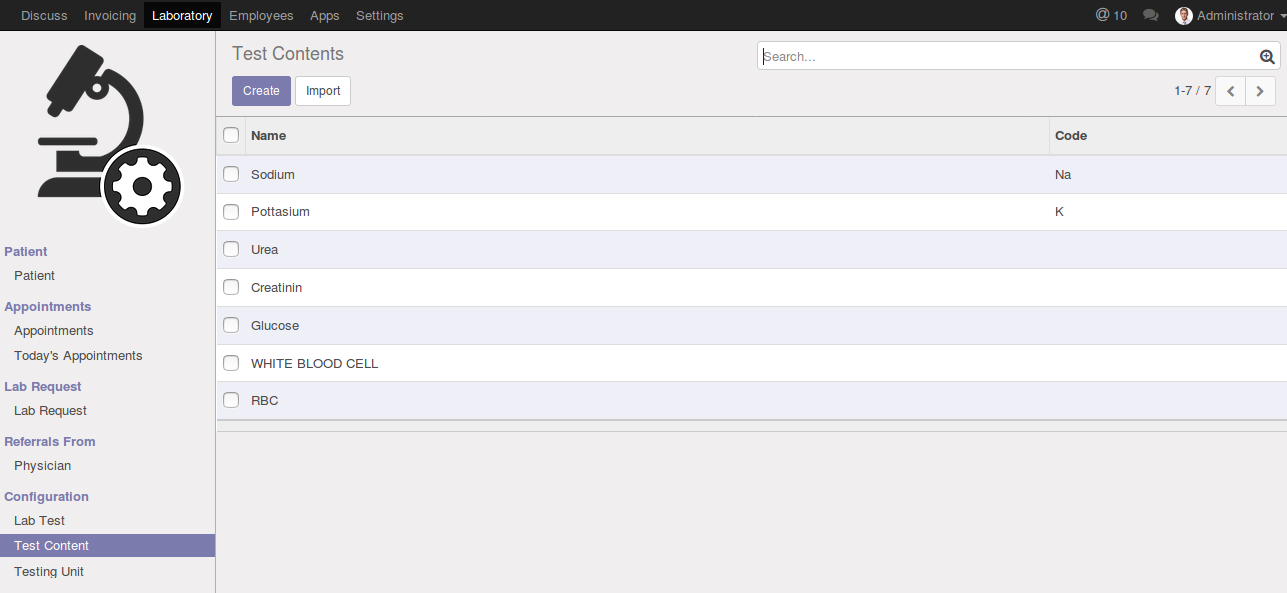 Discuss Invoicing Laboratory Employees Apps Settings @ 10 Administrator
Test Contents
Search...
Create Import
1-7 / 7
Name Code
Sodium Na
Pottasium K
Urea
Creatinin
Glucose
WHITE BLOOD CELL
RBC
Patient
Patient
Appointments
Appointments
Today's Appointments
Lab Request
Lab Request
Referrals From
Physician
Configuration
Lab Test
Test Content
Testing Unit